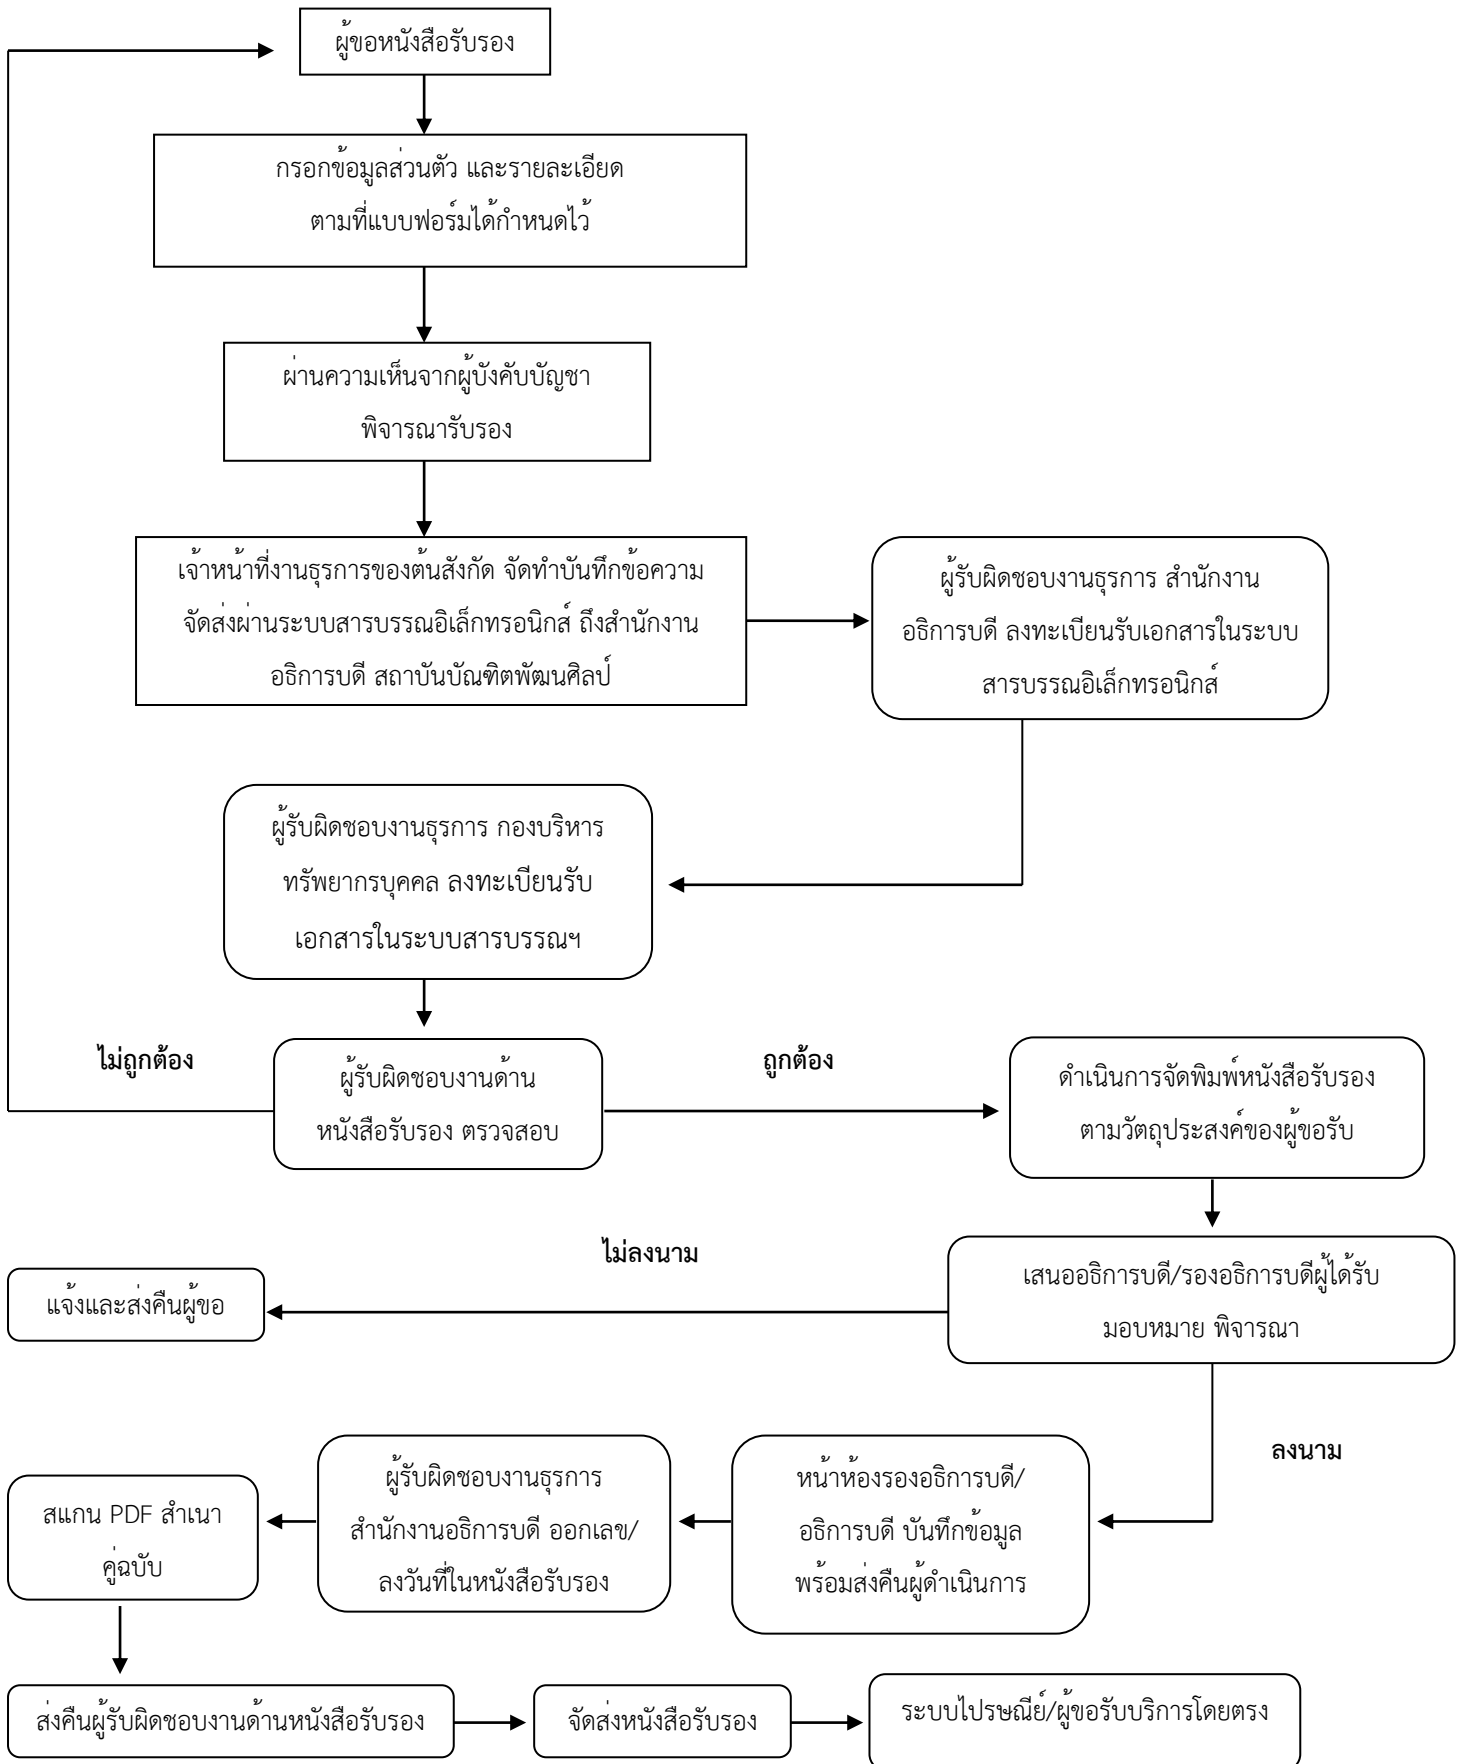 ผู้ขอหนังสือรับรอง
กรอกข้อมูลส่วนตัว และรายละเอียด
ตามที่แบบฟอร์มได้กำหนดไว้
ผ่านความเห็นจากผู้บังคับบัญชา
พิจารณารับรอง
เจ้าหน้าที่งานธุรการของต้นสังกัด จัดทำบันทึกข้อความ
จัดส่งผ่านระบบสารบรรณอิเล็กทรอนิกส์ ถึงสำนักงาน
อธิการบดี สถาบันบัณฑิตพัฒนศิลป์
ผู้รับผิดชอบงานธุรการ สำนักงาน
อธิการบดี ลงทะเบียนรับเอกสารในระบบ
สารบรรณอิเล็กทรอนิกส์
ผู้รับผิดชอบงานธุรการ กองบริหาร
ทรัพยากรบุคคล ลงทะเบียนรับ
เอกสารในระบบสารบรรณฯ
ไม่ถูกต้อง
ผู้รับผิดชอบงานด้าน
หนังสือรับรอง ตรวจสอบ
ถูกต้อง
ดำเนินการจัดพิมพ์หนังสือรับรอง
ตามวัตถุประสงค์ของผู้ขอรับ
ไม่ลงนาม
เสนออธิการบดี/รองอธิการบดีผู้ได้รับ
มอบหมาย พิจารณา
แจ้งและส่งคืนผู้ขอ
ลงนาม
หน้าห้องรองอธิการบดี/
อธิการบดี บันทึกข้อมูล
พร้อมส่งคืนผู้ดำเนินการ
ผู้รับผิดชอบงานธุรการ
สำนักงานอธิการบดี ออกเลข/
ลงวันที่ในหนังสือรับรอง
สแกน PDF สำเนา
คู่ฉบับ
ส่งคืนผู้รับผิดชอบงานด้านหนังสือรับรอง
จัดส่งหนังสือรับรอง
ระบบไปรษณีย์/ผู้ขอรับบริการโดยตรง